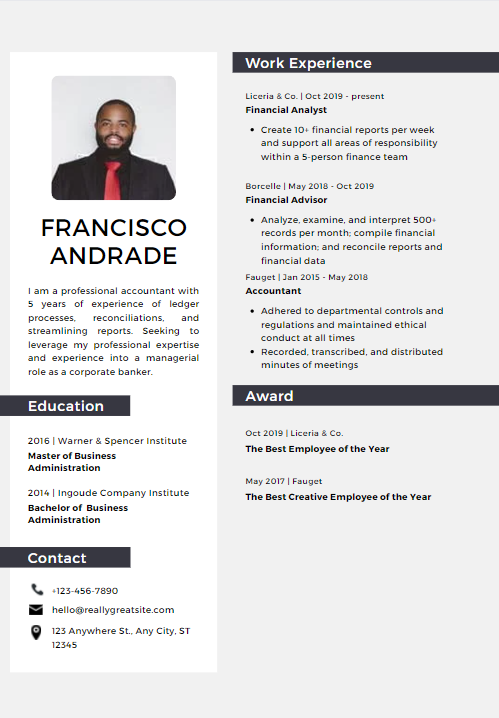 FRANCISCO
ANDRADE
I am a professional accountant with
5 years of experience of ledger
processes, reconciliations, and
streamlining reports. Seeking to
leverage my professional expertise
and experience into a managerial
role as a corporate banker.
Education
2016 | Warner & Spencer Institute
Master of Business
Administration
2014 | Ingoude Company Institute
Bachelor of Business
Administration
Contact
+123-456-7890
hello@reallygreatsite.com
123 Anywhere St., Any City, ST
12345
Work Experience
Liceria & Co. | Oct 2019 - present
Financial Analyst
• Create 10+ financial reports per week
and support all areas of responsibility
within a 5-person finance team
Borcelle | May 2018 - Oct 2019
Financial Advisor
• Analyze, examine, and interpret 500+
records per month; compile financial
information; and reconcile reports and
financial data
Fauget | Jan 2015 - May 2018
Accountant
• Adhered to departmental controls and
regulations and maintained ethical
conduct at all times
• Recorded, transcribed, and distributed
minutes of meetings
Award
Oct 2019 | Liceria & Co.
The Best Employee of the Year
May 2017 | Fauget
The Best Creative Employee of the Year